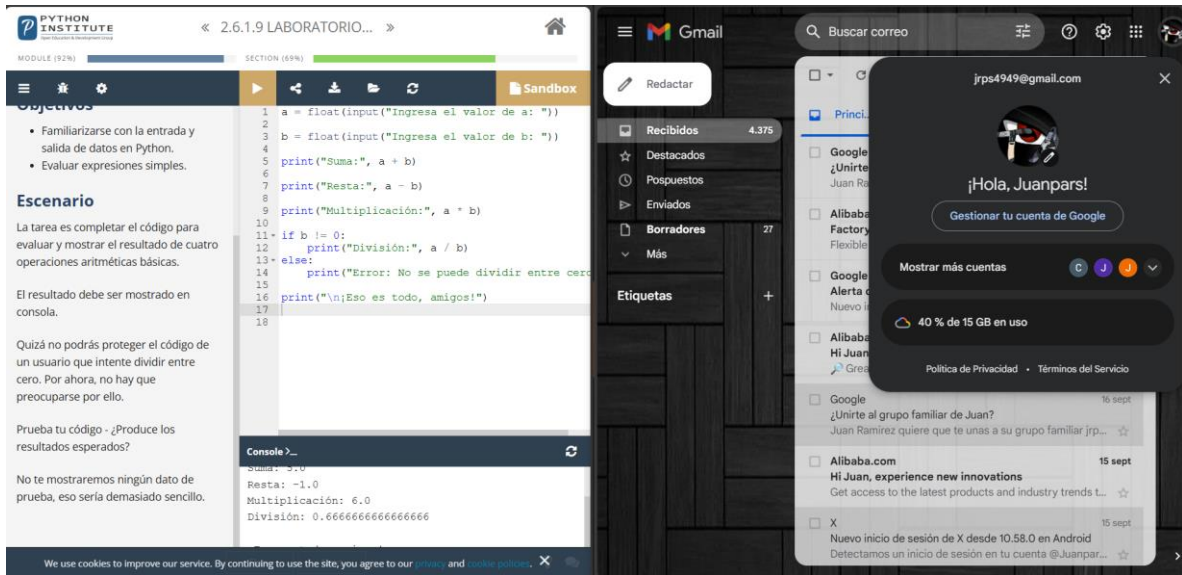 PYTHON
INSTITUTE
Open Education & Development Group
« 2.6.1.9 LABORATORIO... »
MODULE (92%)
SECTION (69%)
Sandbox
Objetivos
Familiarizarse con la entrada y
salida de datos en Python.
Evaluar expresiones simples.
Escenario
La tarea es completar el código para
evaluar y mostrar el resultado de cuatro
operaciones aritméticas básicas.
El resultado debe ser mostrado en
consola.
Quizá no podrás proteger el código de
un usuario que intente dividir entre
cero. Por ahora, no hay que
preocuparse por ello.
Prueba tu código - ¿Produce los
resultados esperados?
No te mostraremos ningún dato de
prueba, eso sería demasiado sencillo.
1 a = float(input("Ingresa el valor de a: "))
2
3 b = float(input("Ingresa el valor de b: "))
4
5 print("Suma:", a + b)
6
7 print("Resta:", a - b)
8
9 print("Multiplicación:", a * b)
10
11 if b != 0:
12 print("División:", a / b)
13 else:
14 print("Error: No se puede dividir entre cero
15
16 print("\n¡Eso es todo, amigos!")
17
18
Console >_
Suma: 5.0
Resta: -1.0
Multiplicación: 6.0
División: 0.6666666666666666
We use cookies to improve our service. By continuing to use the site, you agree to our privacy and cookie policies. X
Gmail
Buscar correo
Redactar
Recibidos 4.375
Destacados
Pospuestos
Enviados
Borradores 27
Más
Etiquetas +
Princi...
Google
¿Unirte
Juan Ra
Alibaba
Factory
Flexible
Google
Alerta
Nuevo
Alibaba
Hi Juan
Grea
Google 16 sept
¿Unirte al grupo familiar de Juan?
Juan Ramirez quiere que te unas a su grupo familiar jrp...
Alibaba.com 15 sept
Hi Juan, experience new innovations
Get access to the latest products and industry trends t...
X 15 sept
Nuevo inicio de sesión de X desde 10.58.0 en Android
Detectamos un inicio de sesión en tu cuenta @Juanpar...
jrps4949@gmail.com
¡Hola, Juanpars!
Gestionar tu cuenta de Google
Mostrar más cuentas
C J J
40 % de 15 GB en uso
Política de Privacidad • Términos del Servicio